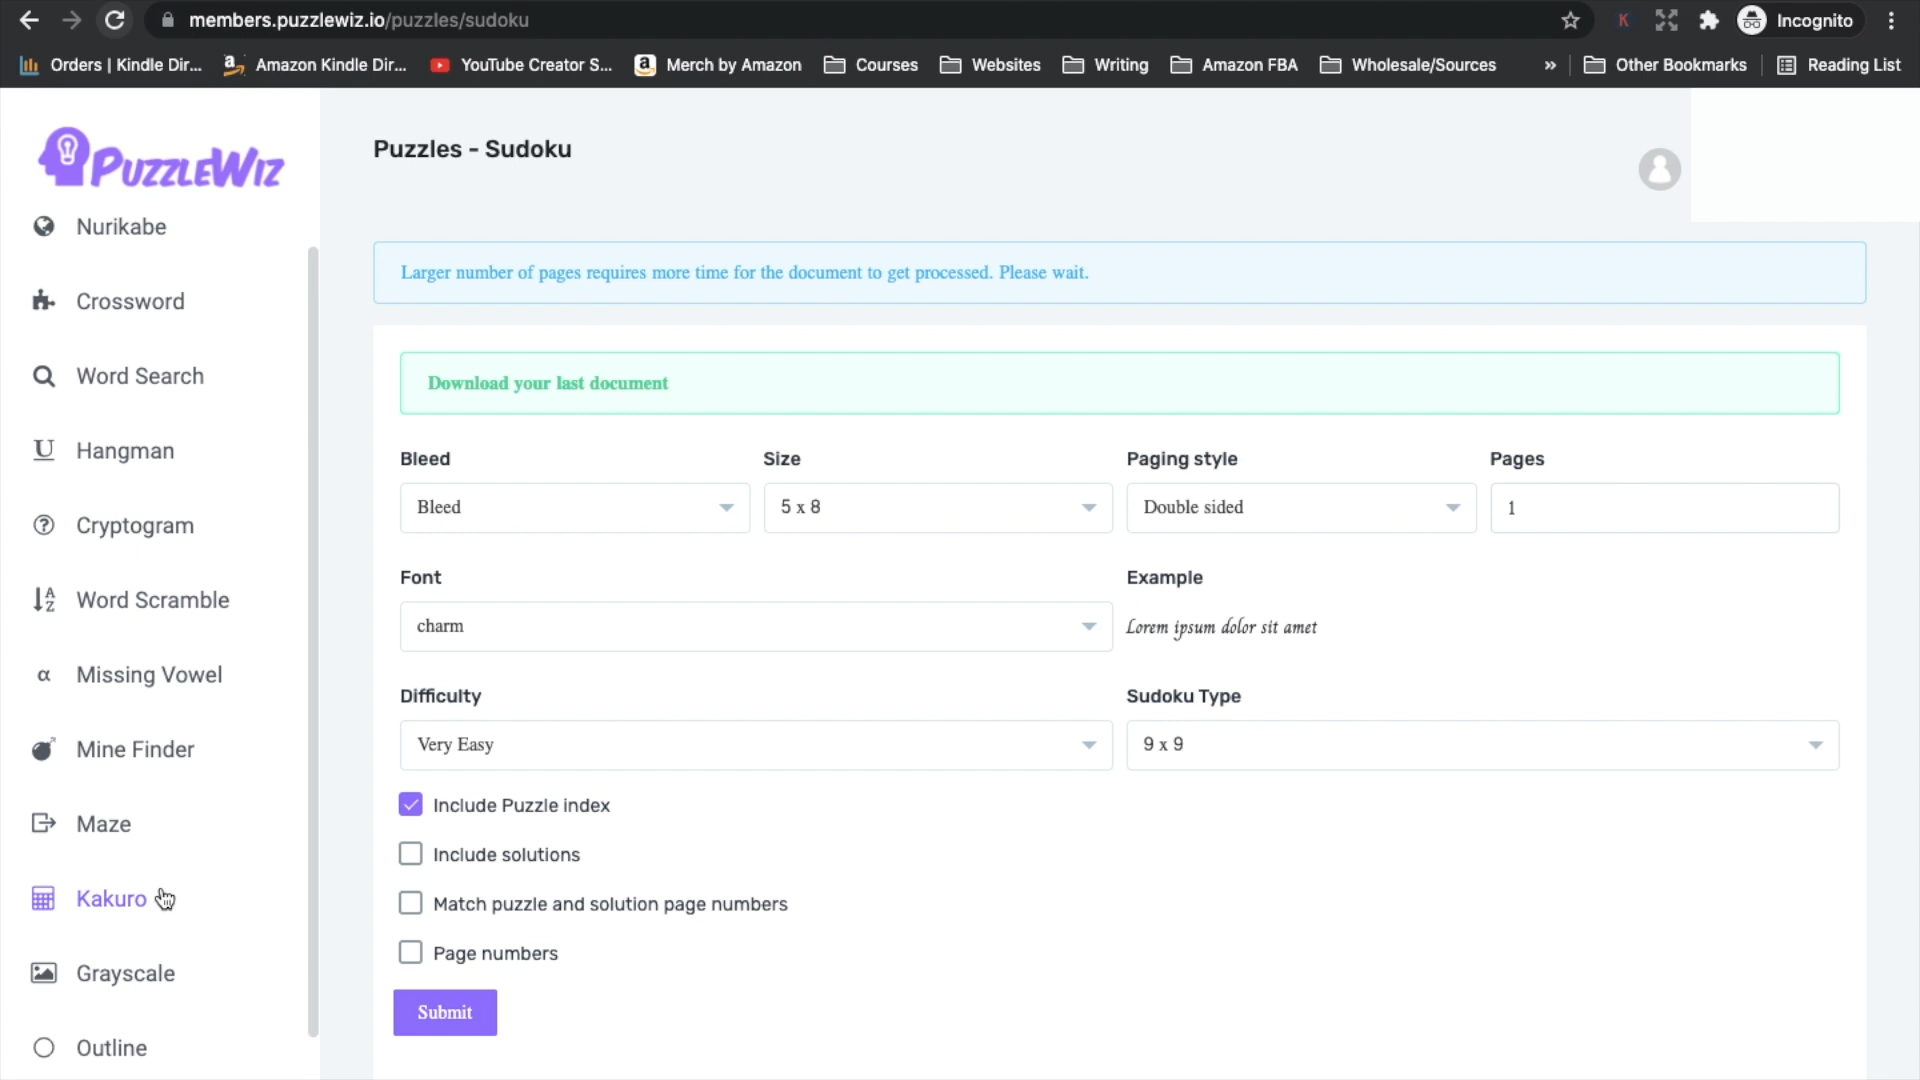 members.puzzlewiz.io/puzzles/sudoku
K
Incognito
Orders | Kindle Dir...
Amazon Kindle Dir...
YouTube Creator S...
Merch by Amazon
Courses
Websites
Writing
Amazon FBA
Wholesale/Sources
»
Other Bookmarks
Reading List
PUZZLEWIZ
Puzzles - Sudoku
Nurikabe
Crossword
Word Search
Hangman
Cryptogram
Word Scramble
Missing Vowel
Mine Finder
Maze
Kakuro
Grayscale
Outline
Larger number of pages requires more time for the document to get processed. Please wait.
Download your last document
Bleed
Size
Paging style
Pages
Bleed
5 x 8
Double sided
1
Font
Example
charm
Lorem ipsum dolor sit amet
Difficulty
Sudoku Type
Very Easy
9 x 9
Include Puzzle index
Include solutions
Match puzzle and solution page numbers
Page numbers
Submit